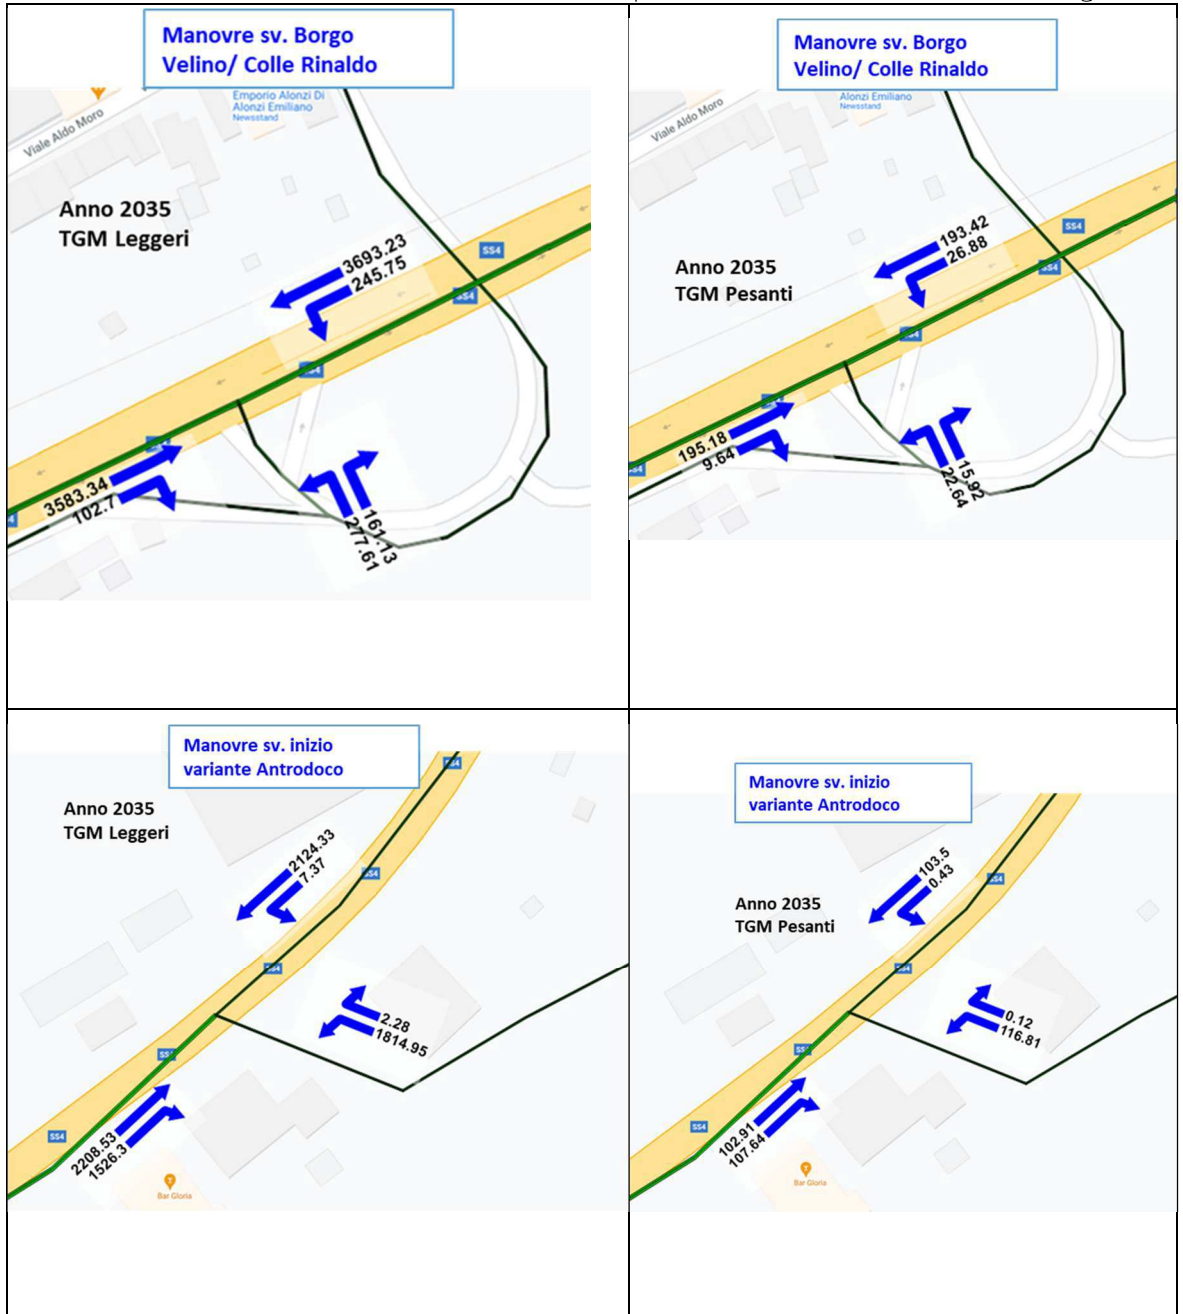 Manovre sv. Borgo
Velino/ Colle Rinaldo
Emporio Alonzi Di
Alonzi Emiliano
Newsstand
Viale Aldo Moro
Anno 2035
TGM Leggeri
3693.23
245.75
SS4
SS4
SS4
3583.34
102.7
161.13
277.61
Manovre sv. Borgo
Velino/ Colle Rinaldo
Alonzi Emiliano
Newsstand
Viale Aldo Moro
Anno 2035
TGM Pesanti
193.42
26.88
SS4
SS4
SS4
195.18
9.64
15.92
22.64
Manovre sv. inizio
variante Antrodoco
Anno 2035
TGM Leggeri
2124.33
7.37
SS4
SS4
SS4
2.28
1814.95
SS4
SS4
2208.53
1526.3
Bar Gloria
Manovre sv. inizio
variante Antrodoco
Anno 2035
TGM Pesanti
103.5
0.43
SS4
SS4
0.12
116.81
SS4
SS4
102.91
107.64
Bar Gloria